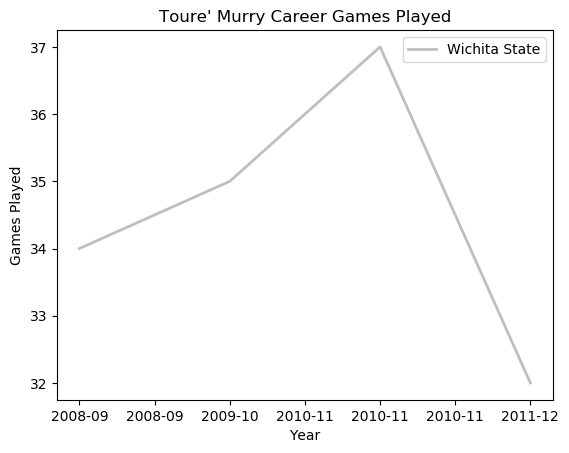 Toure' Murry Career Games Played
Wichita State
37
36
35
34
33
32
Games Played
2008-09 2008-09 2009-10 2010-11 2010-11 2010-11 2011-12
Year